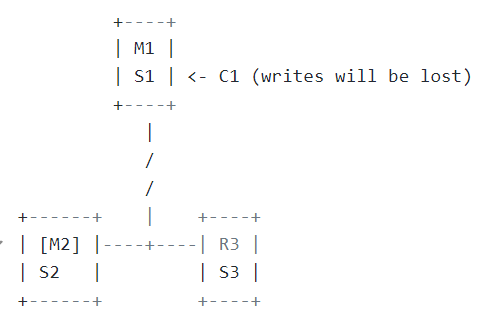 +----+
| M1 |
| S1 | <- C1 (writes will be lost)
+----+
|
/
/
+------+ | +----+
| [M2] |----+----| R3 |
| S2 | | S3 |
+------+ +----+